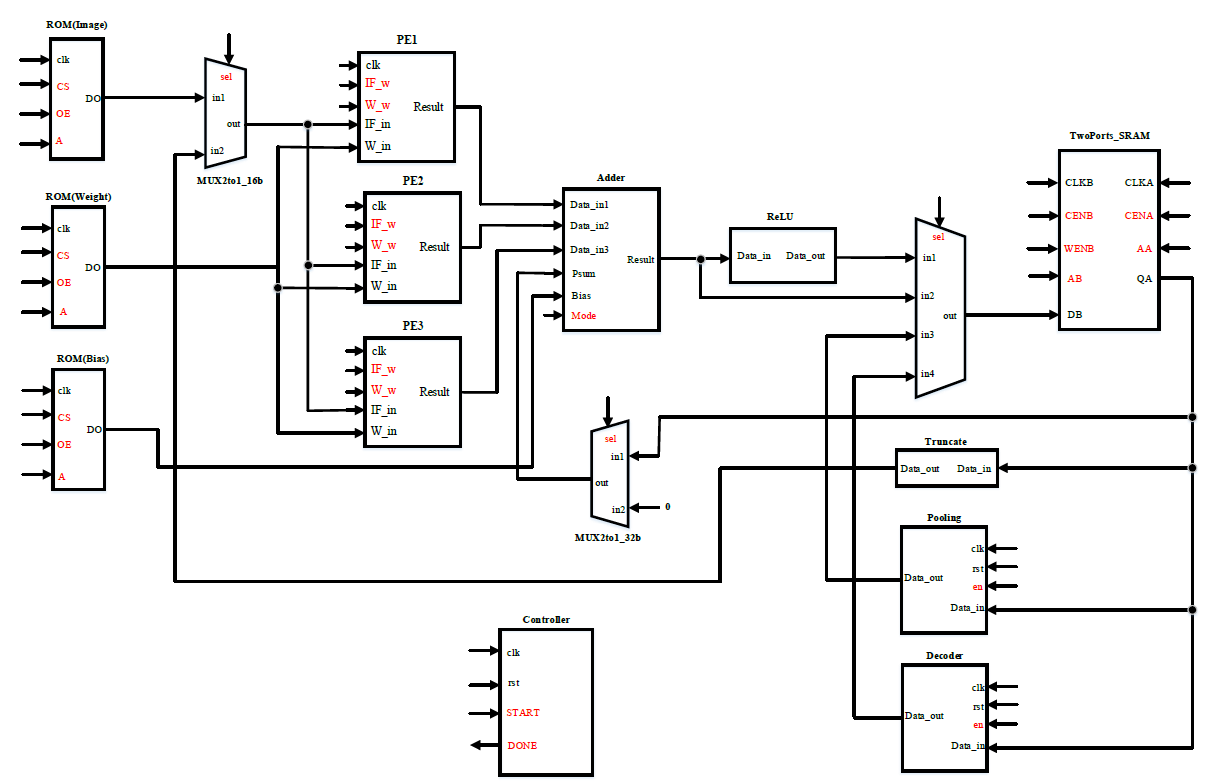 ROM(Image)
clk
CS
OE
A
DO
sel
in1
out
in2
MUX2to1_16b
ROM(Weight)
clk
CS
OE
A
DO
ROM(Bias)
clk
CS
OE
A
DO
PE1
clk
IF_w
W_w
IF_in
W_in
Result
PE2
clk
IF_w
W_w
IF_in
W_in
Result
PE3
clk
IF_w
W_w
IF_in
W_in
Result
Adder
Data_in1
Data_in2
Data_in3
Psum
Bias
Mode
Result
ReLU
Data_in Data_out
sel
in1
in2
in3
in4
out
TwoPorts_SRAM
CLKB CLKA
CENB CENA
WENB AA
AB QA
DB
sel
in1
out
in2
0
MUX2to1_32b
Truncate
Data_out Data_in
Pooling
clk
rst
en
Data_out
Data_in
Decoder
clk
rst
en
Data_out
Data_in
Controller
clk
rst
START
DONE